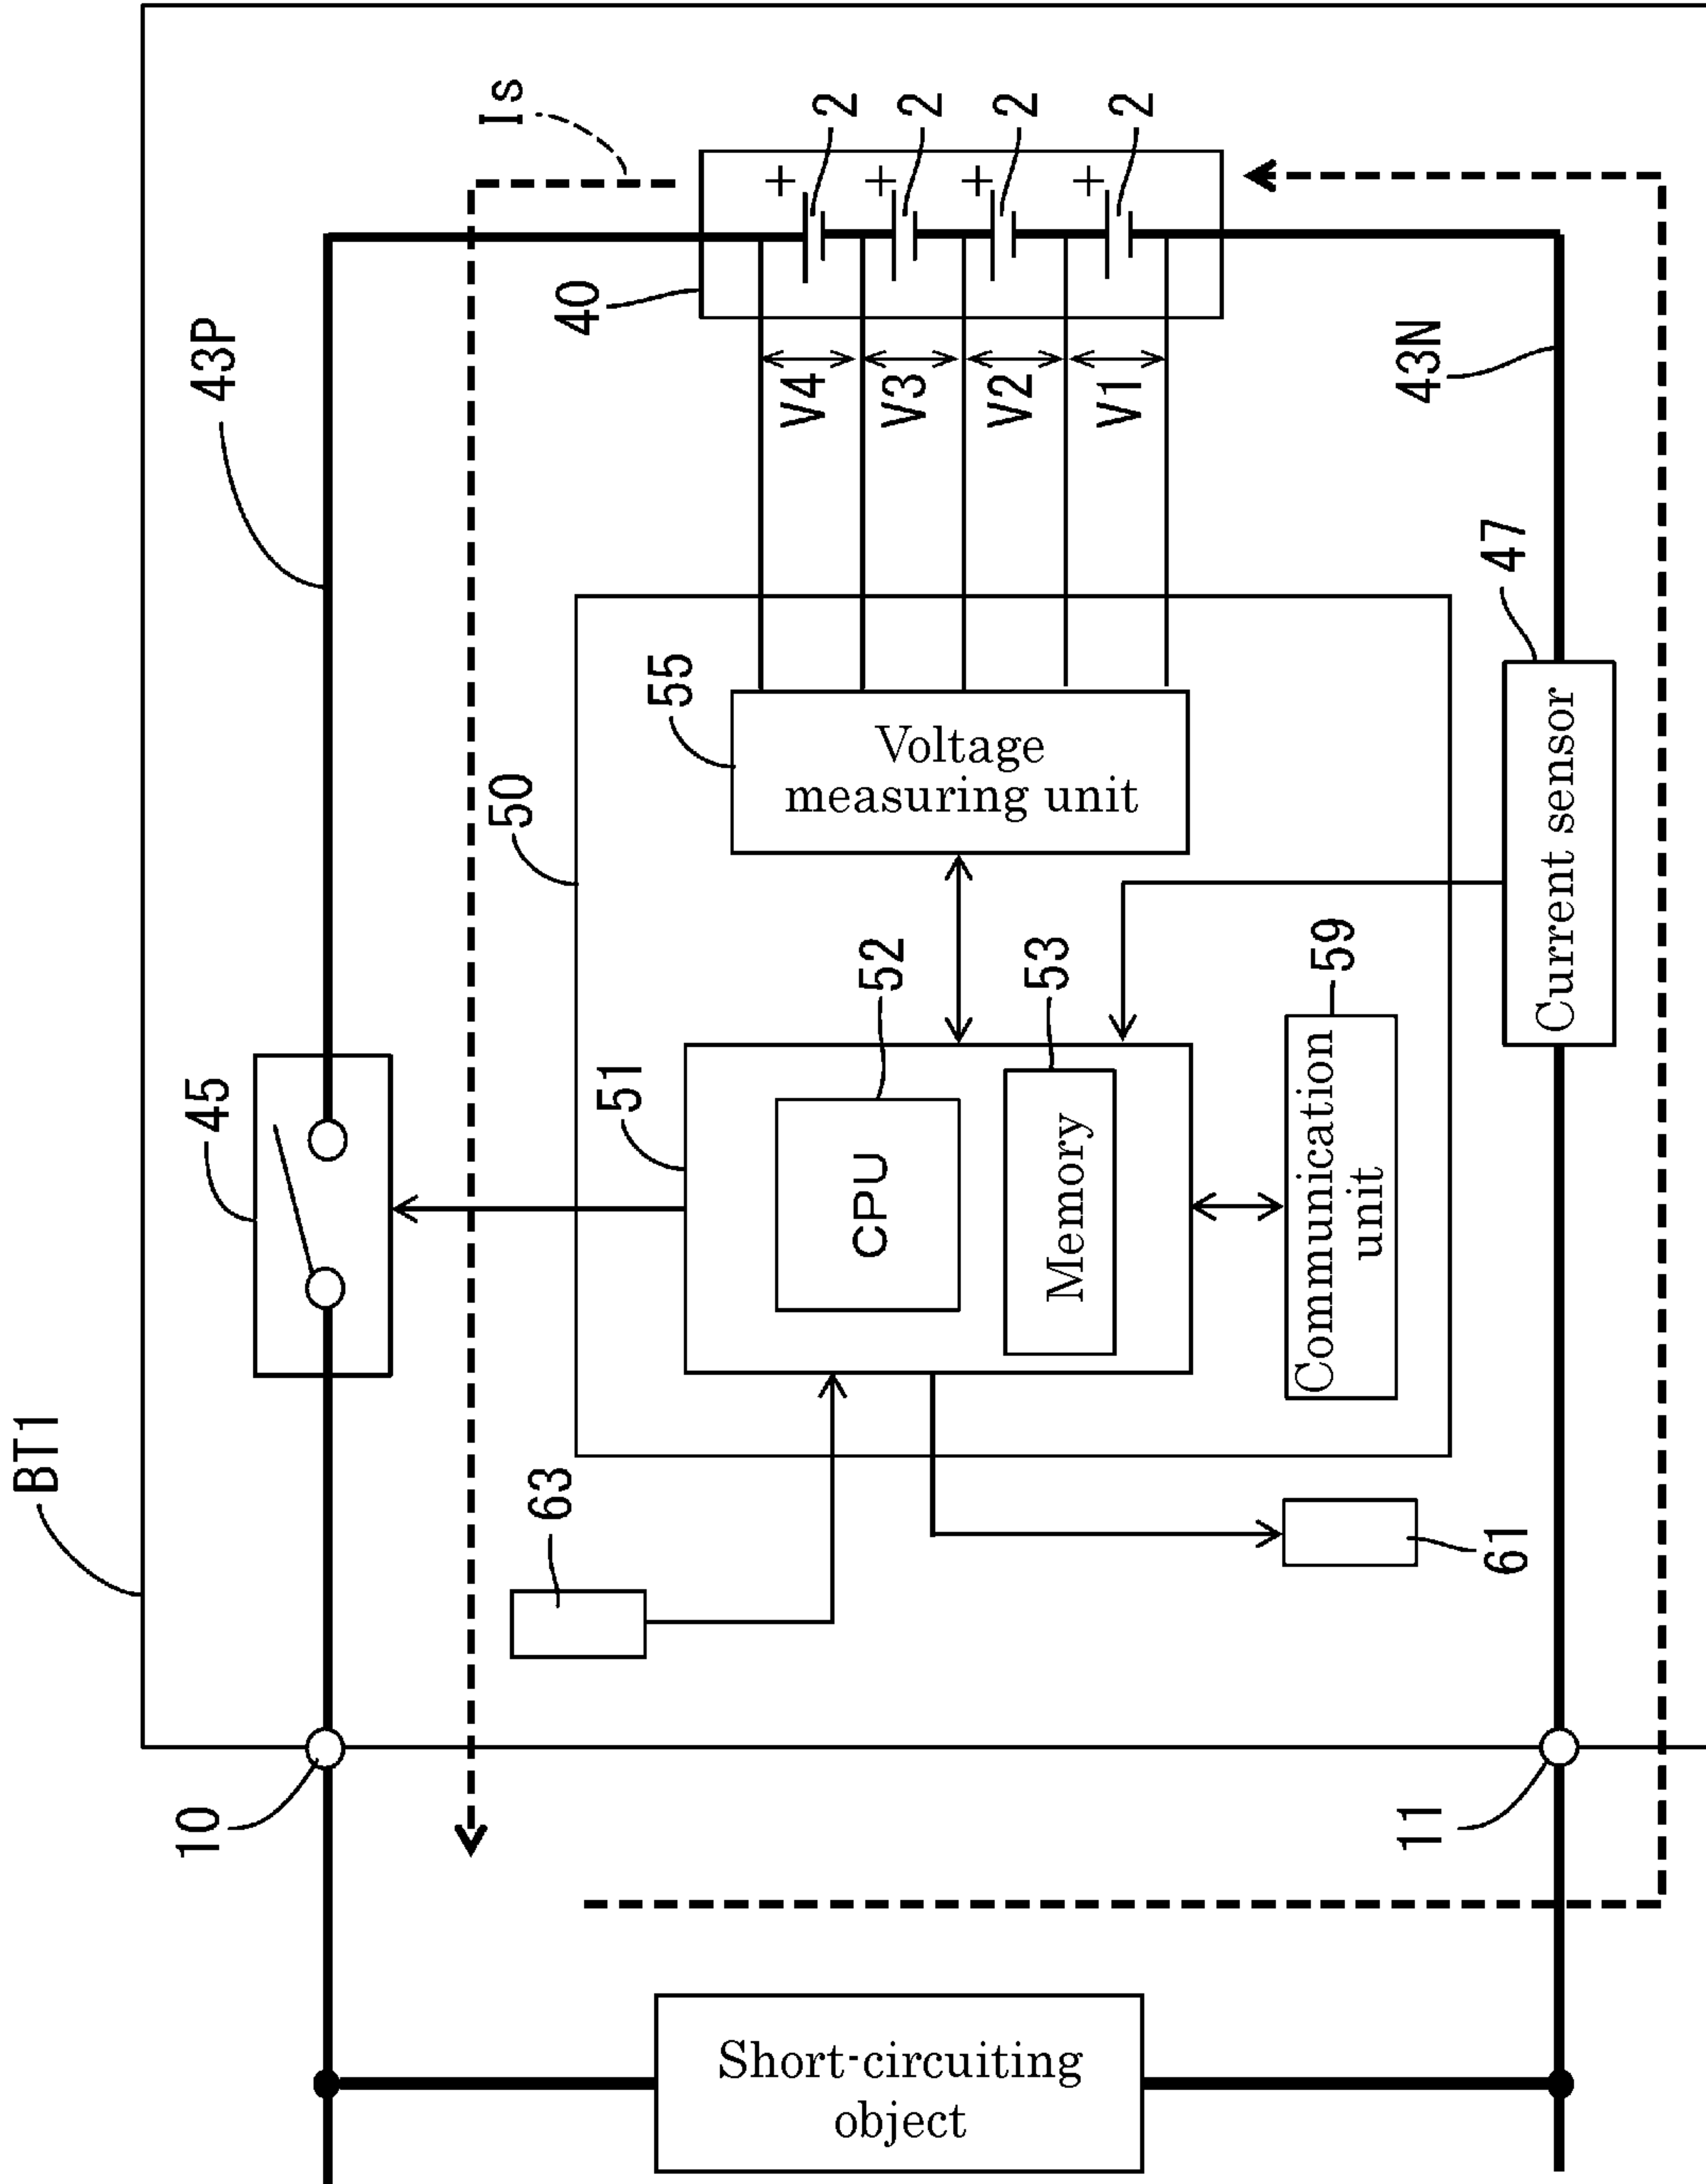 BT1
10
45
43P
Is
63
50
51
55
40
2
2
2
2
+
+
+
+
V4
V3
V2
V1
Voltage
measuring unit
52
CPU
53
Memory
59
Communication
unit
61
47
Current sensor
43N
11
Short-circuiting
object